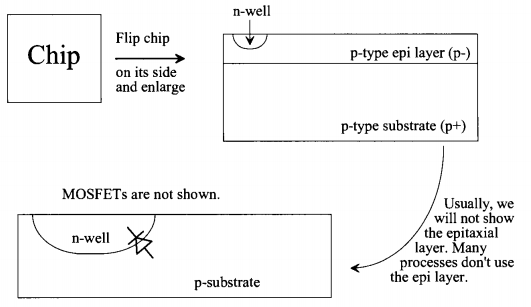 n-well
Chip
Flip chip
on its side
and enlarge
p-type epi layer (p-)
p-type substrate (p+)
MOSFETs are not shown.
n-well
p-substrate
Usually, we
will not show
the epitaxial
layer. Many
processes don't use
the epi layer.